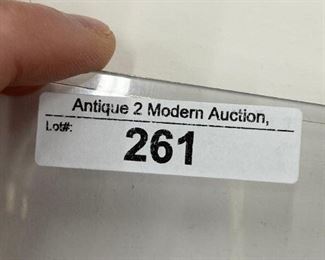 Antique 2 Modern Auction,
Lot#:
261